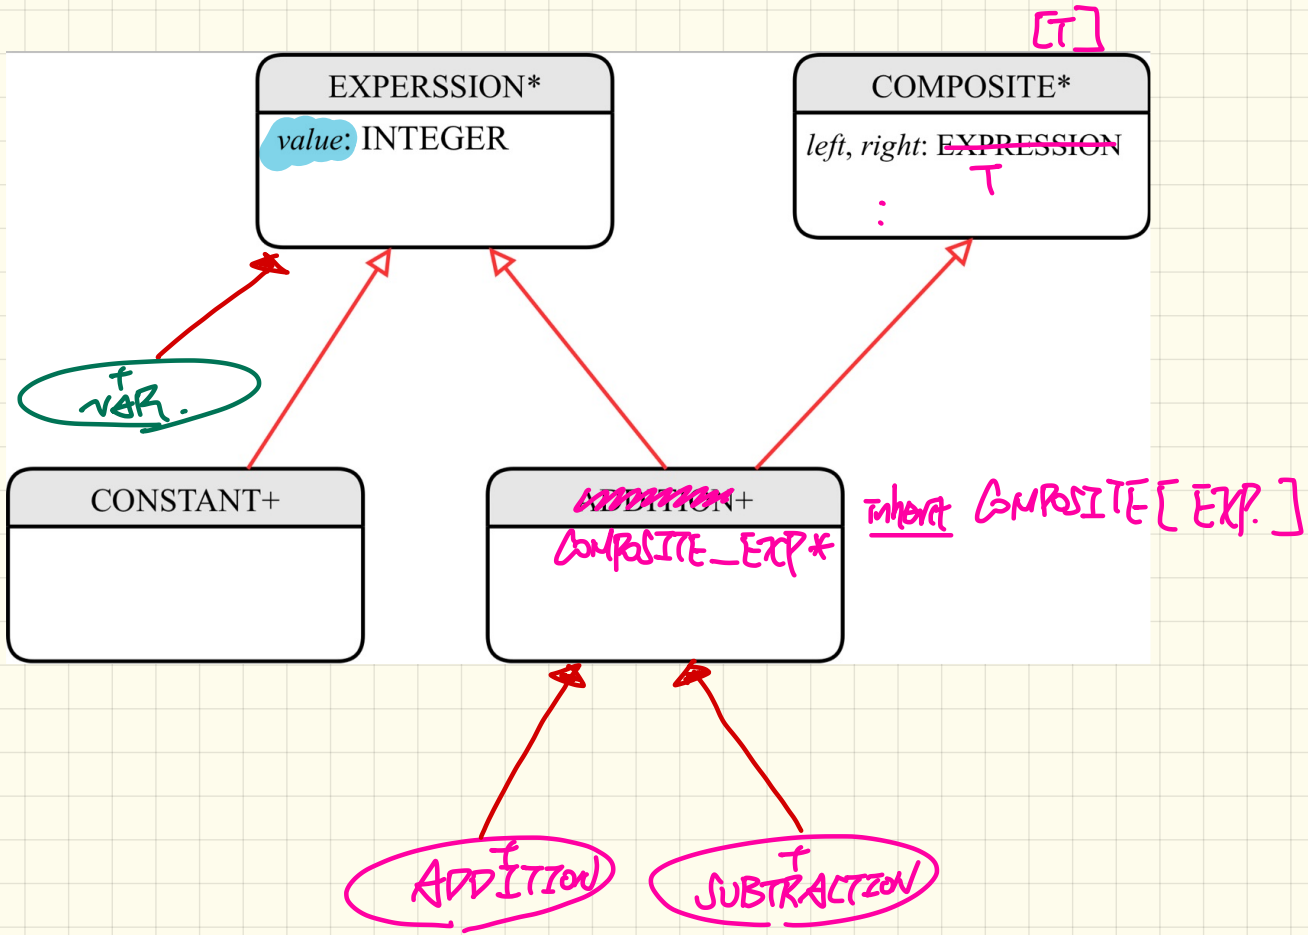 [T]
EXPERSSION*
value: INTEGER
COMPOSITE*
left, right: EXPRESSION
T
:
+
VAR.
CONSTANT+
ADDITION+
COMPOSITE_EXP*
inherit COMPOSITE[EXP.]
+
ADDITION
+
SUBTRACTION